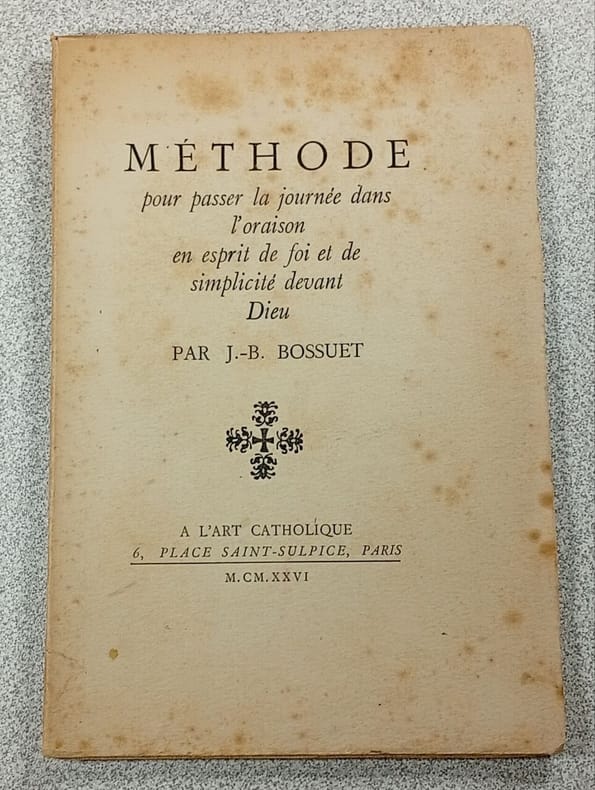 MÉTHODE
pour passer la journée dans
l'oraison
en esprit de foi et de
simplicité devant
Dieu
PAR J.-B. BOSSUET
A L'ART CATHOLIQUE
6, PLACE SAINT-SULPICE, PARIS
M.CM.XXVI